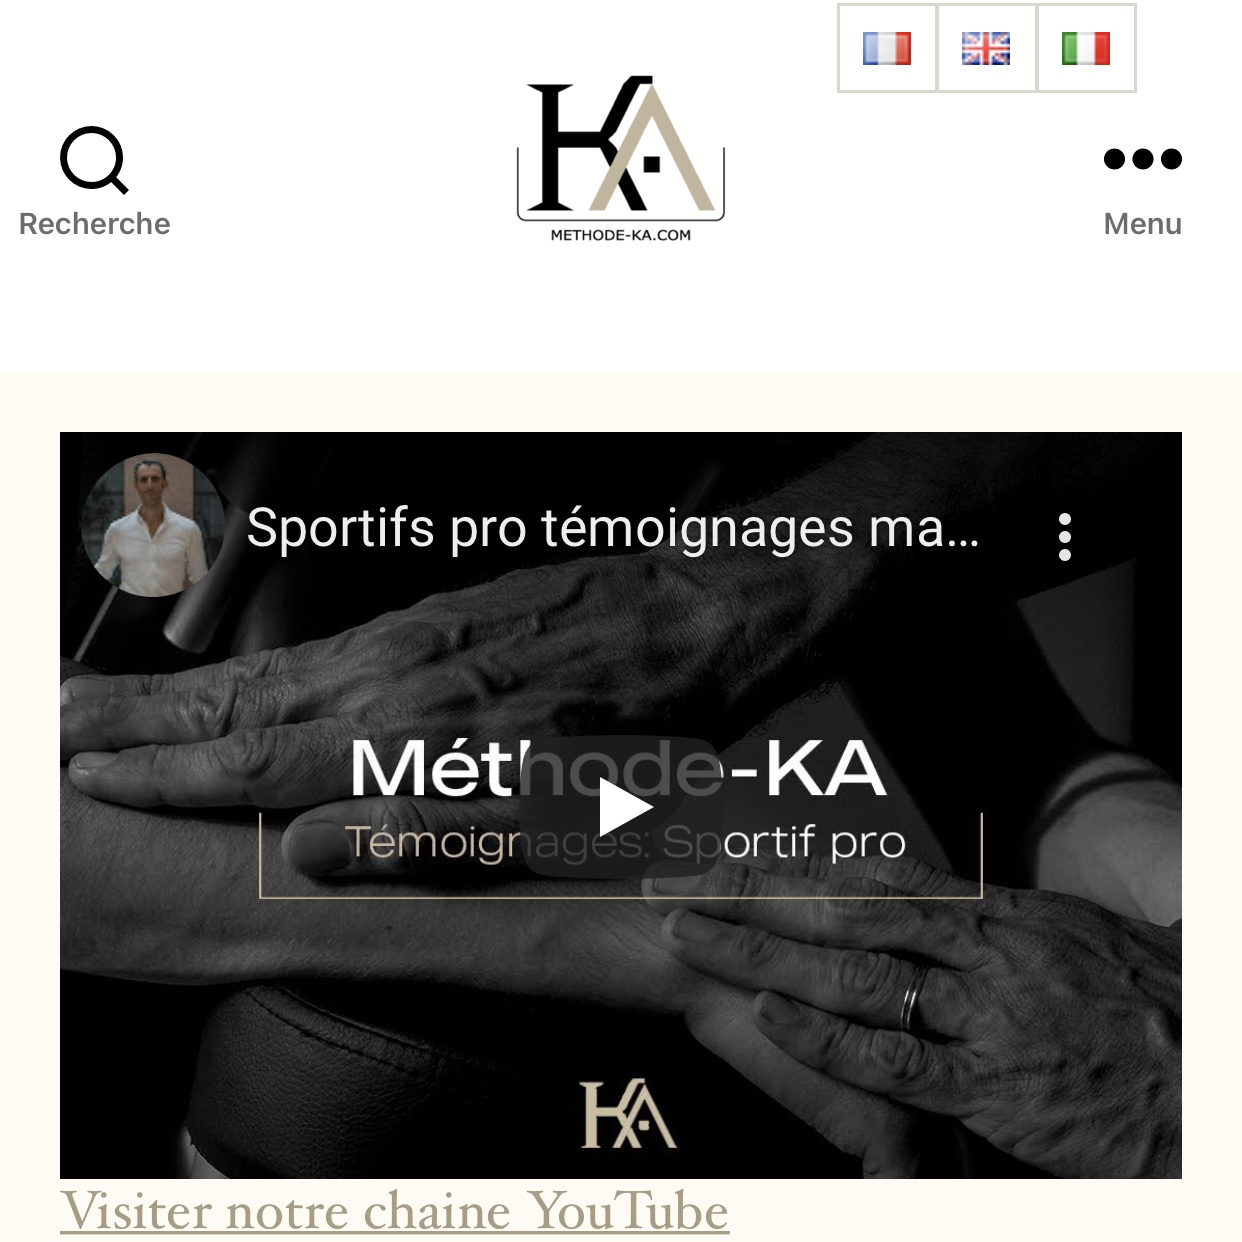 Recherche
KA
METHODE-KA.COM
Menu
Sportifs pro témoignages ma...
Méthode-KA
Témoignages: Sportif pro
KA
Visiter notre chaine YouTube